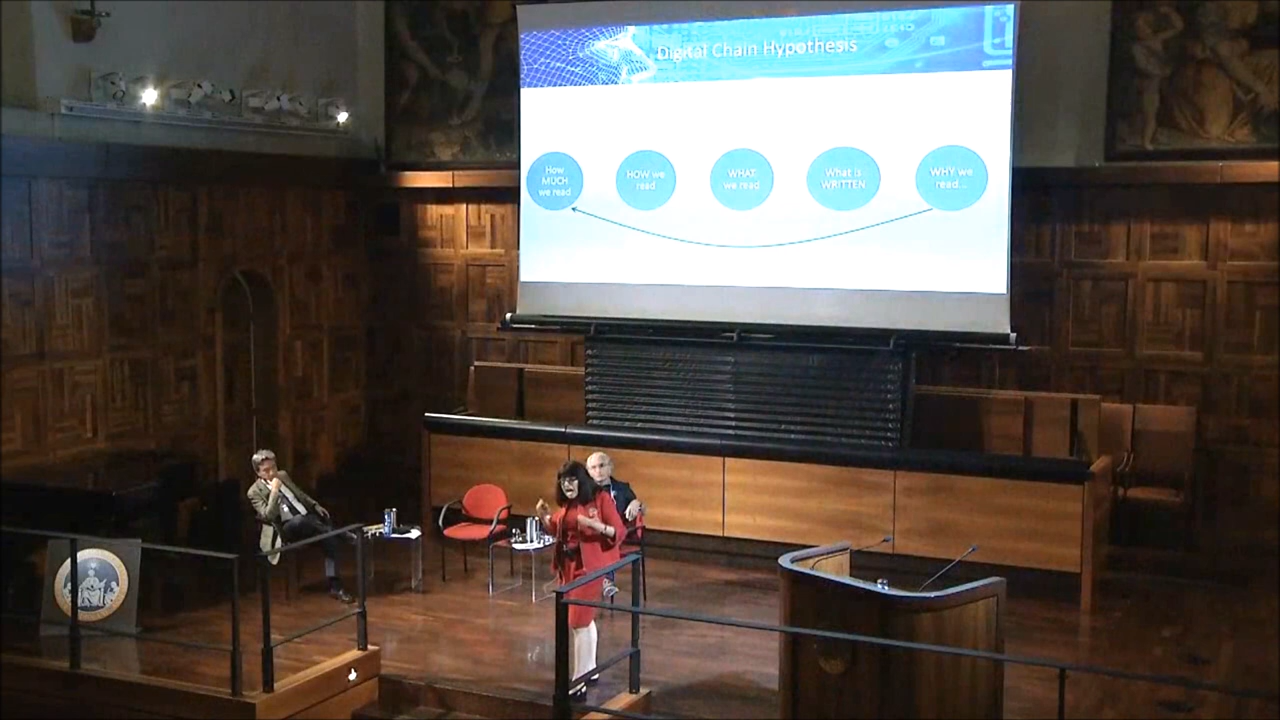 Digital Chain Hypothesis
How
MUCH
we read
HOW we
read
WHAT
we read
What is
WRITTEN
WHY we
read...